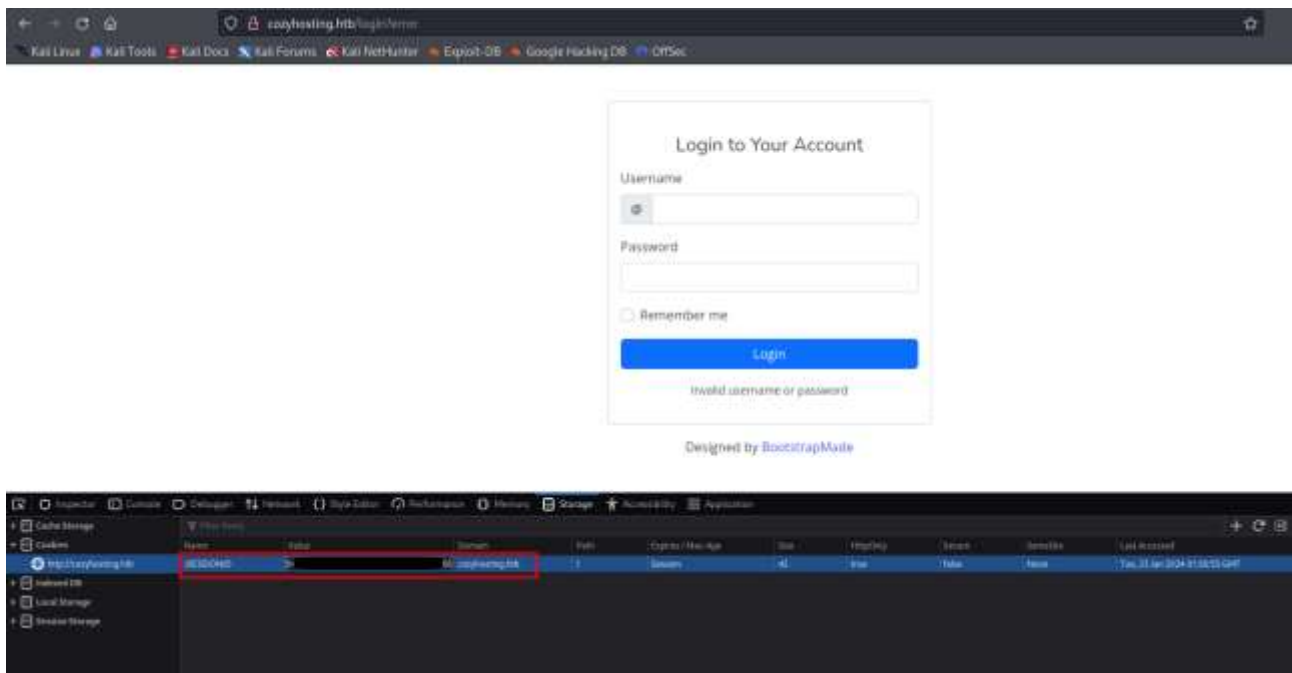 cozyhosting.htb/login?error
Kali Linux Kali Tools Kali Docs Kali Forums Kali NetHunter Exploit-DB Google Hacking DB OffSec
Login to Your Account
Username
@
Password
Remember me
Login
Invalid username or password
Designed by BootstrapMade
Inspector Console Debugger Network Style Editor Performance Memory Storage Accessibility Application
Cache Storage
Filter Items
Cookies
Name Value Domain Path Expires / Max-Age Size HttpOnly Secure SameSite Last Accessed
http://cozyhosting.htb JSESSIONID cozyhosting.htb / Session true false None
Indexed DB
Local Storage
Session Storage